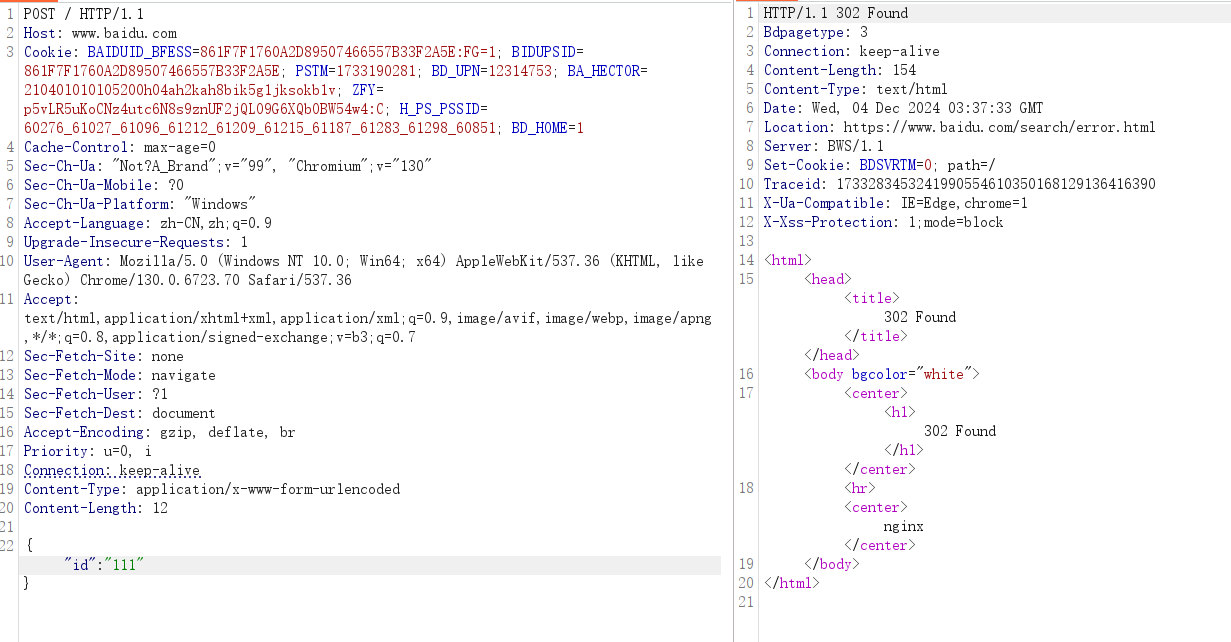 1 POST / HTTP/1.1
2 Host: www.baidu.com
3 Cookie: BAIDUID_BFESS=861F7F1760A2D89507466557B33F2A5E:FG=1; BIDUPSID=
861F7F1760A2D89507466557B33F2A5E; PSTM=1733190281; BD_UPN=12314753; BA_HECTOR=
210401010105200h04ah2kah8bik5g1jksokblv; ZFY=
p5vLR5uKoCNz4utc6N8s9znUF2jQL09G6XQb0BW54w4:C; H_PS_PSSID=
60276_61027_61096_61212_61209_61215_61187_61283_61298_60851; BD_HOME=1
4 Cache-Control: max-age=0
5 Sec-Ch-Ua: "Not?A_Brand";v="99", "Chromium";v="130"
6 Sec-Ch-Ua-Mobile: ?0
7 Sec-Ch-Ua-Platform: "Windows"
8 Accept-Language: zh-CN,zh;q=0.9
9 Upgrade-Insecure-Requests: 1
10 User-Agent: Mozilla/5.0 (Windows NT 10.0; Win64; x64) AppleWebKit/537.36 (KHTML, like
Gecko) Chrome/130.0.6723.70 Safari/537.36
11 Accept:
text/html,application/xhtml+xml,application/xml;q=0.9,image/avif,image/webp,image/apng
,*/*;q=0.8,application/signed-exchange;v=b3;q=0.7
12 Sec-Fetch-Site: none
13 Sec-Fetch-Mode: navigate
14 Sec-Fetch-User: ?1
15 Sec-Fetch-Dest: document
16 Accept-Encoding: gzip, deflate, br
17 Priority: u=0, i
18 Connection: keep-alive
19 Content-Type: application/x-www-form-urlencoded
20 Content-Length: 12
21
22 {
"id":"111"
}
1 HTTP/1.1 302 Found
2 Bdpagetype: 3
3 Connection: keep-alive
4 Content-Length: 154
5 Content-Type: text/html
6 Date: Wed, 04 Dec 2024 03:37:33 GMT
7 Location: https://www.baidu.com/search/error.html
8 Server: BWS/1.1
9 Set-Cookie: BDSVRTM=0; path=/
10 Traceid: 1733283453241990554610350168129136416390
11 X-Ua-Compatible: IE=Edge,chrome=1
12 X-Xss-Protection: 1;mode=block
13
14 <html>
15 <head>
<title>
302 Found
</title>
</head>
16 <body bgcolor="white">
17 <center>
<h1>
302 Found
</h1>
</center>
18 <hr>
<center>
nginx
</center>
19 </body>
20 </html>
21